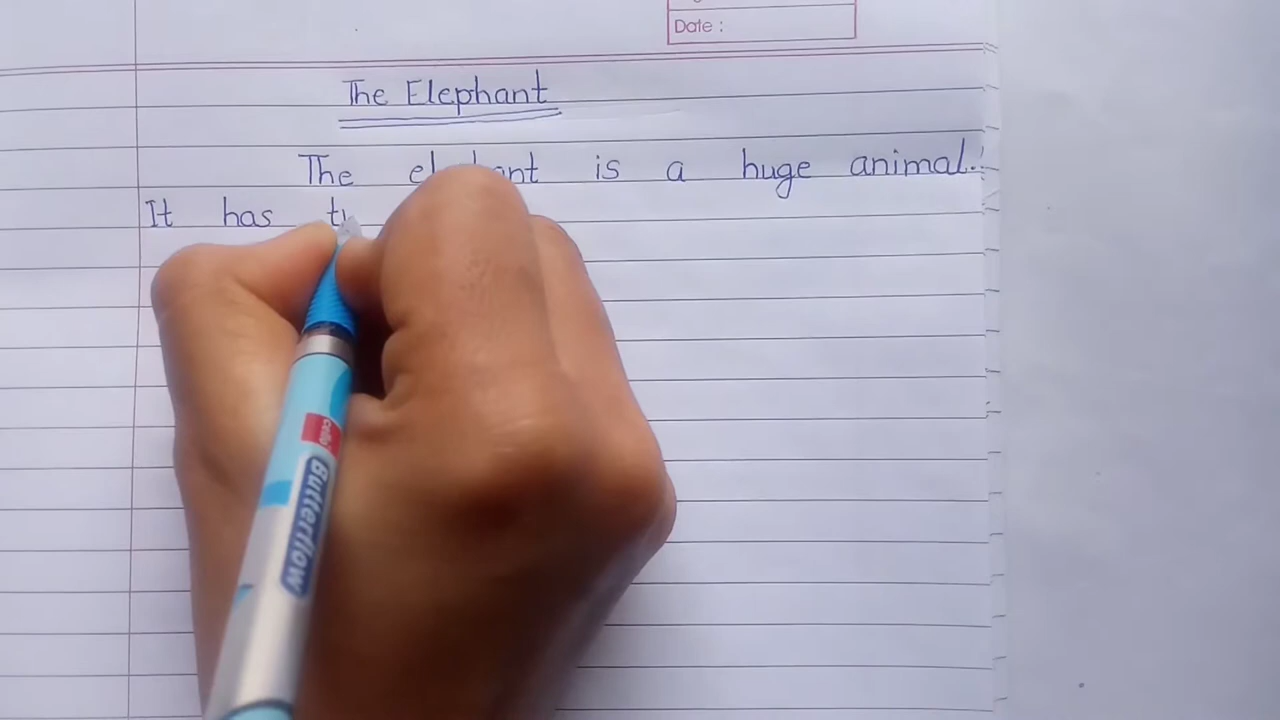 Date :
The Elephant
The is a huge animal.
It has
cello
Butterflow